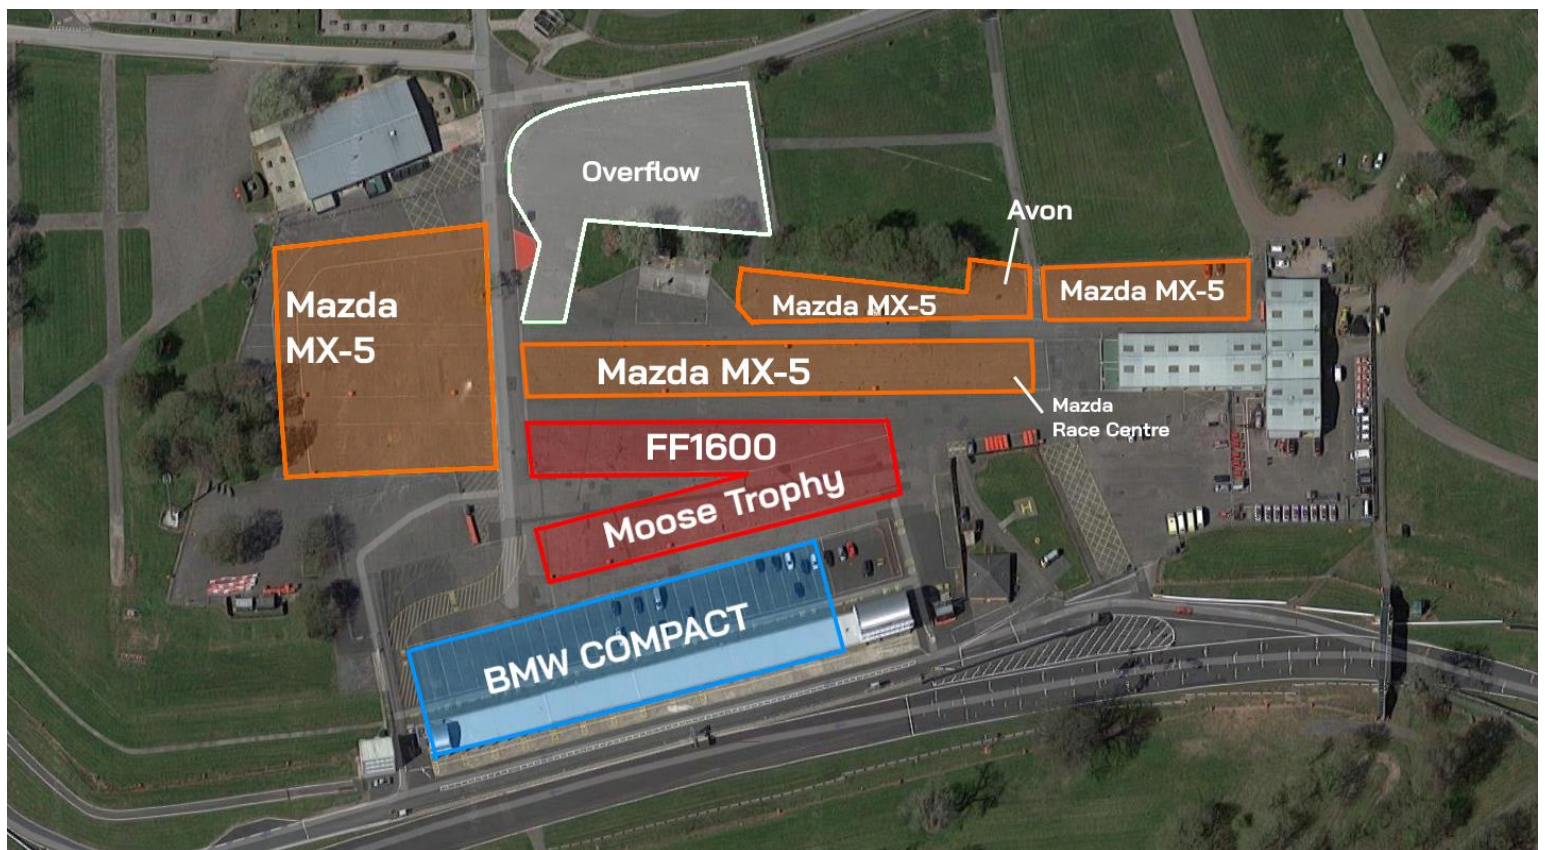 Overflow
Avon
Mazda
MX-5
Mazda MX-5
Mazda MX-5
Mazda MX-5
Mazda
Race Centre
FF1600
Moose Trophy
BMW COMPACT